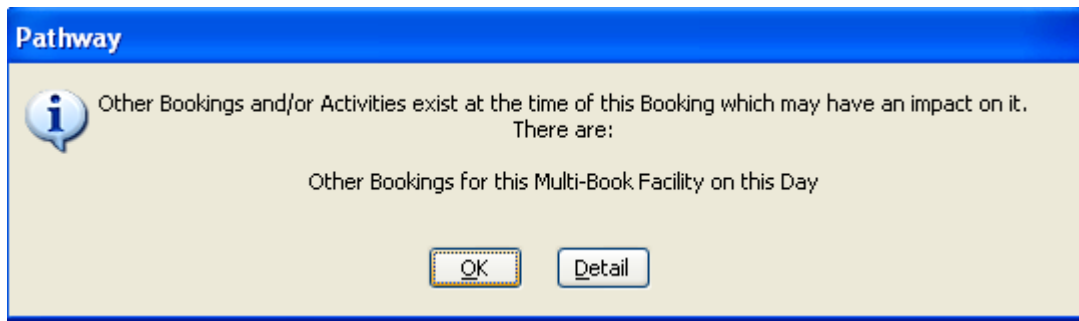 Pathway
Other Bookings and/or Activities exist at the time of this Booking which may have an impact on it.
There are:
Other Bookings for this Multi-Book Facility on this Day
OK
Detail